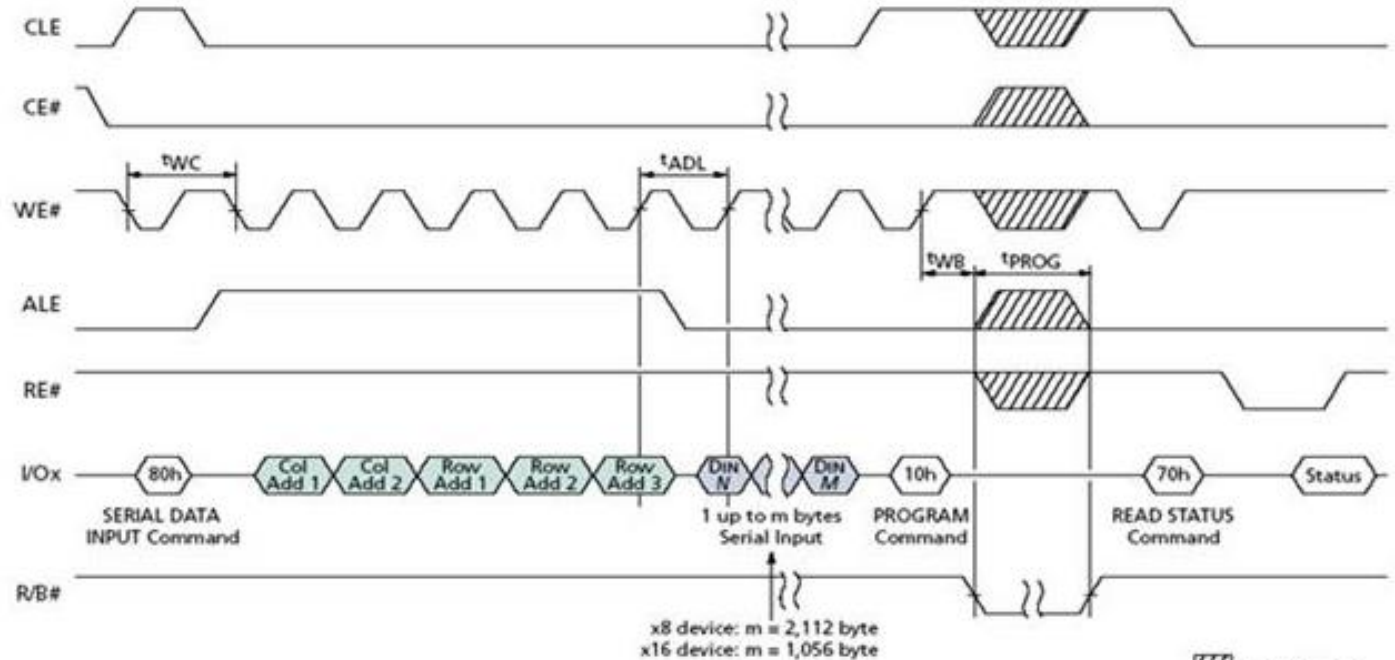 CLE
CE#
tWC
tADL
WE#
tWB
tPROG
ALE
RE#
I/Ox
80h
Col
Add 1
Col
Add 2
Row
Add 1
Row
Add 2
Row
Add 3
DIN
N
DIN
M
10h
70h
Status
SERIAL DATA
INPUT Command
1 up to m bytes
Serial Input
PROGRAM
Command
READ STATUS
Command
R/B#
x8 device: m = 2,112 byte
x16 device: m = 1,056 byte